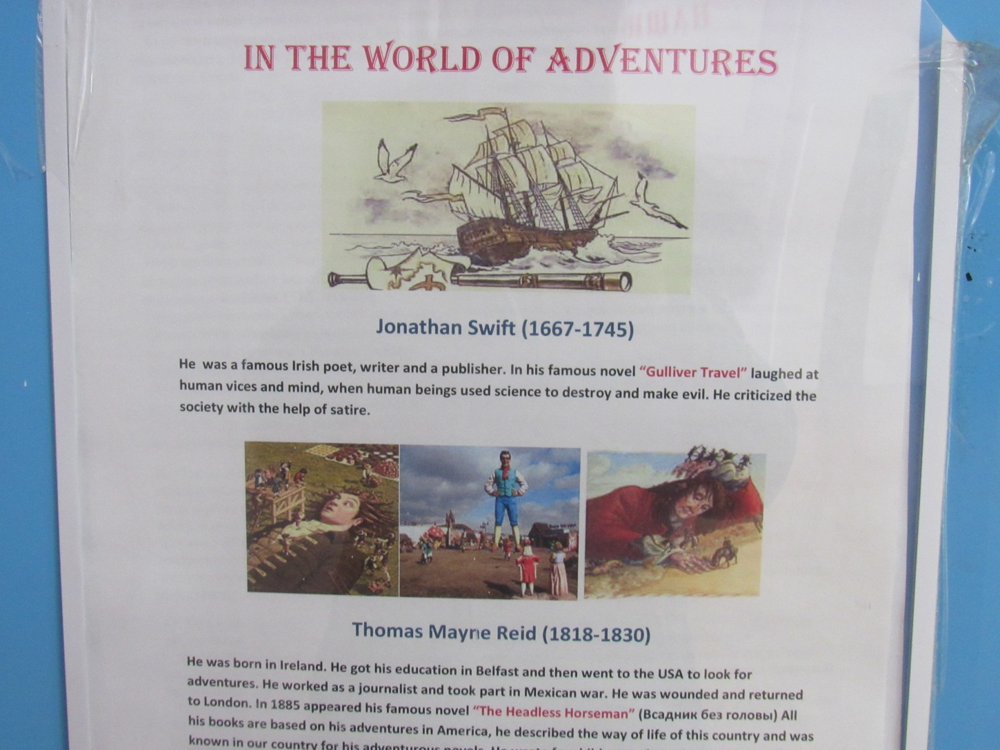 IN THE WORLD OF ADVENTURES
Jonathan Swift (1667-1745)
He was a famous Irish poet, writer and a publisher. In his famous novel “Gulliver Travel” laughed at
human vices and mind, when human beings used science to destroy and make evil. He criticized the
society with the help of satire.
Thomas Mayne Reid (1818-1830)
He was born in Ireland. He got his education in Belfast and then went to the USA to look for
adventures. He worked as a journalist and took part in Mexican war. He was wounded and returned
to London. In 1885 appeared his famous novel “The Headless Horseman” (Всадник без головы) All
his books are based on his adventures in America, he described the way of life of this country and was
known in our country for his adventurous novels. He wrote for